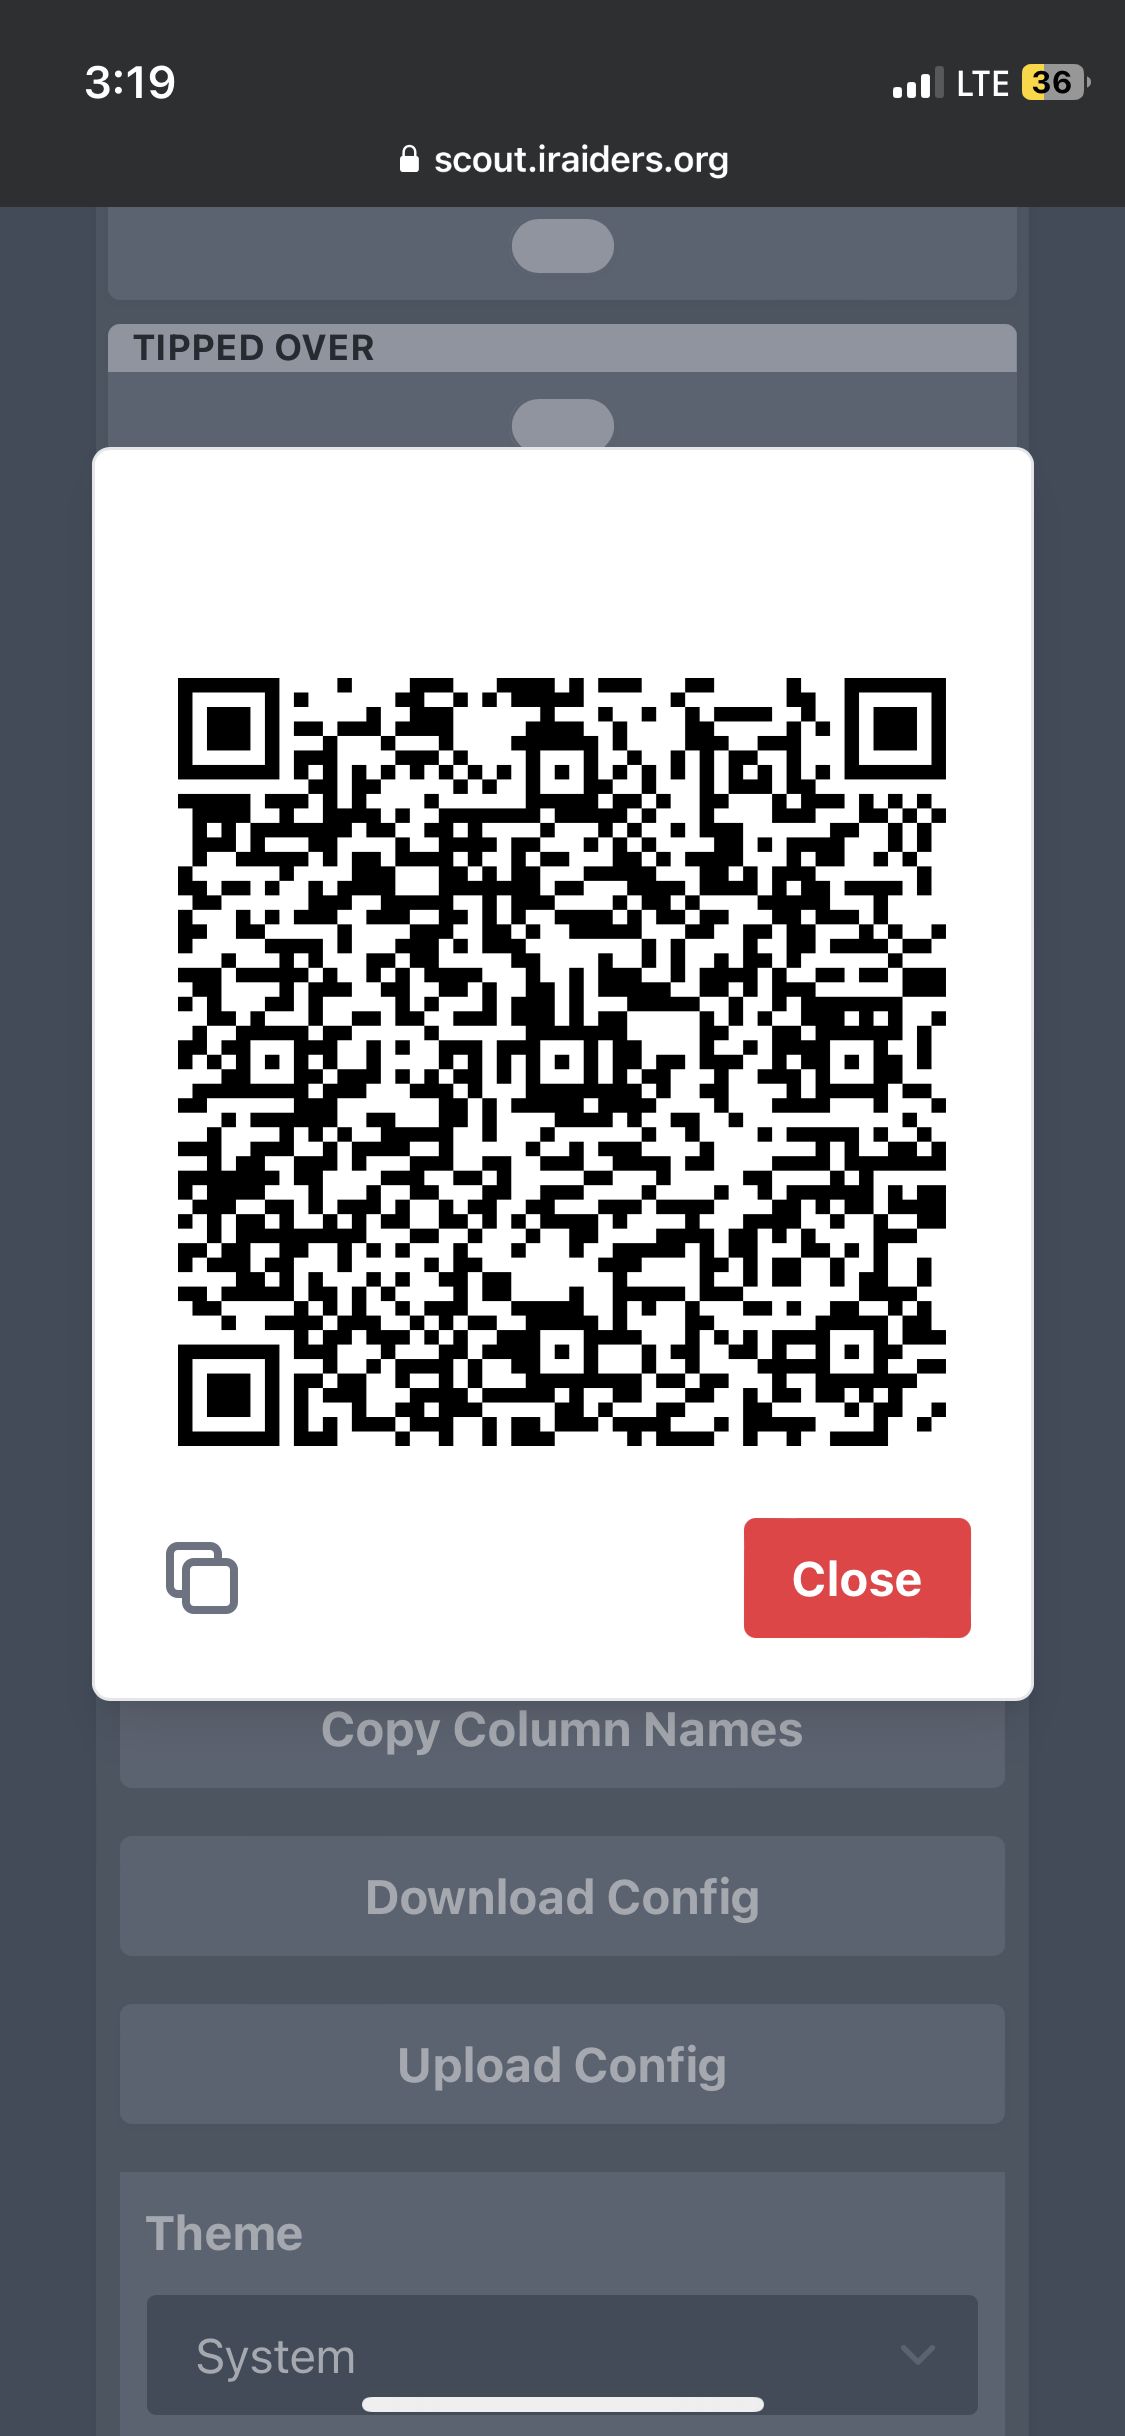 3:19
LTE 36
scout.iraiders.org
TIPPED OVER
Close
Copy Column Names
Download Config
Upload Config
Theme
System